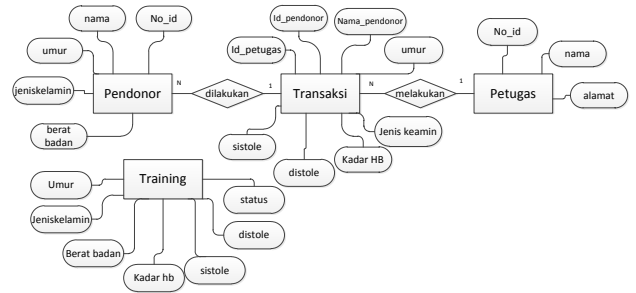 nama
No_id
Id_pendonor
Nama_pendonor
No_id
umur
Id_petugas
umur
nama
jeniskelamin
Pendonor
N
dilakukan
1
Transaksi
N
melakukan
1
Petugas
alamat
berat
badan
sistole
distole
Kadar HB
Jenis keamin
Umur
Training
status
Jeniskelamin
distole
Berat badan
Kadar hb
sistole